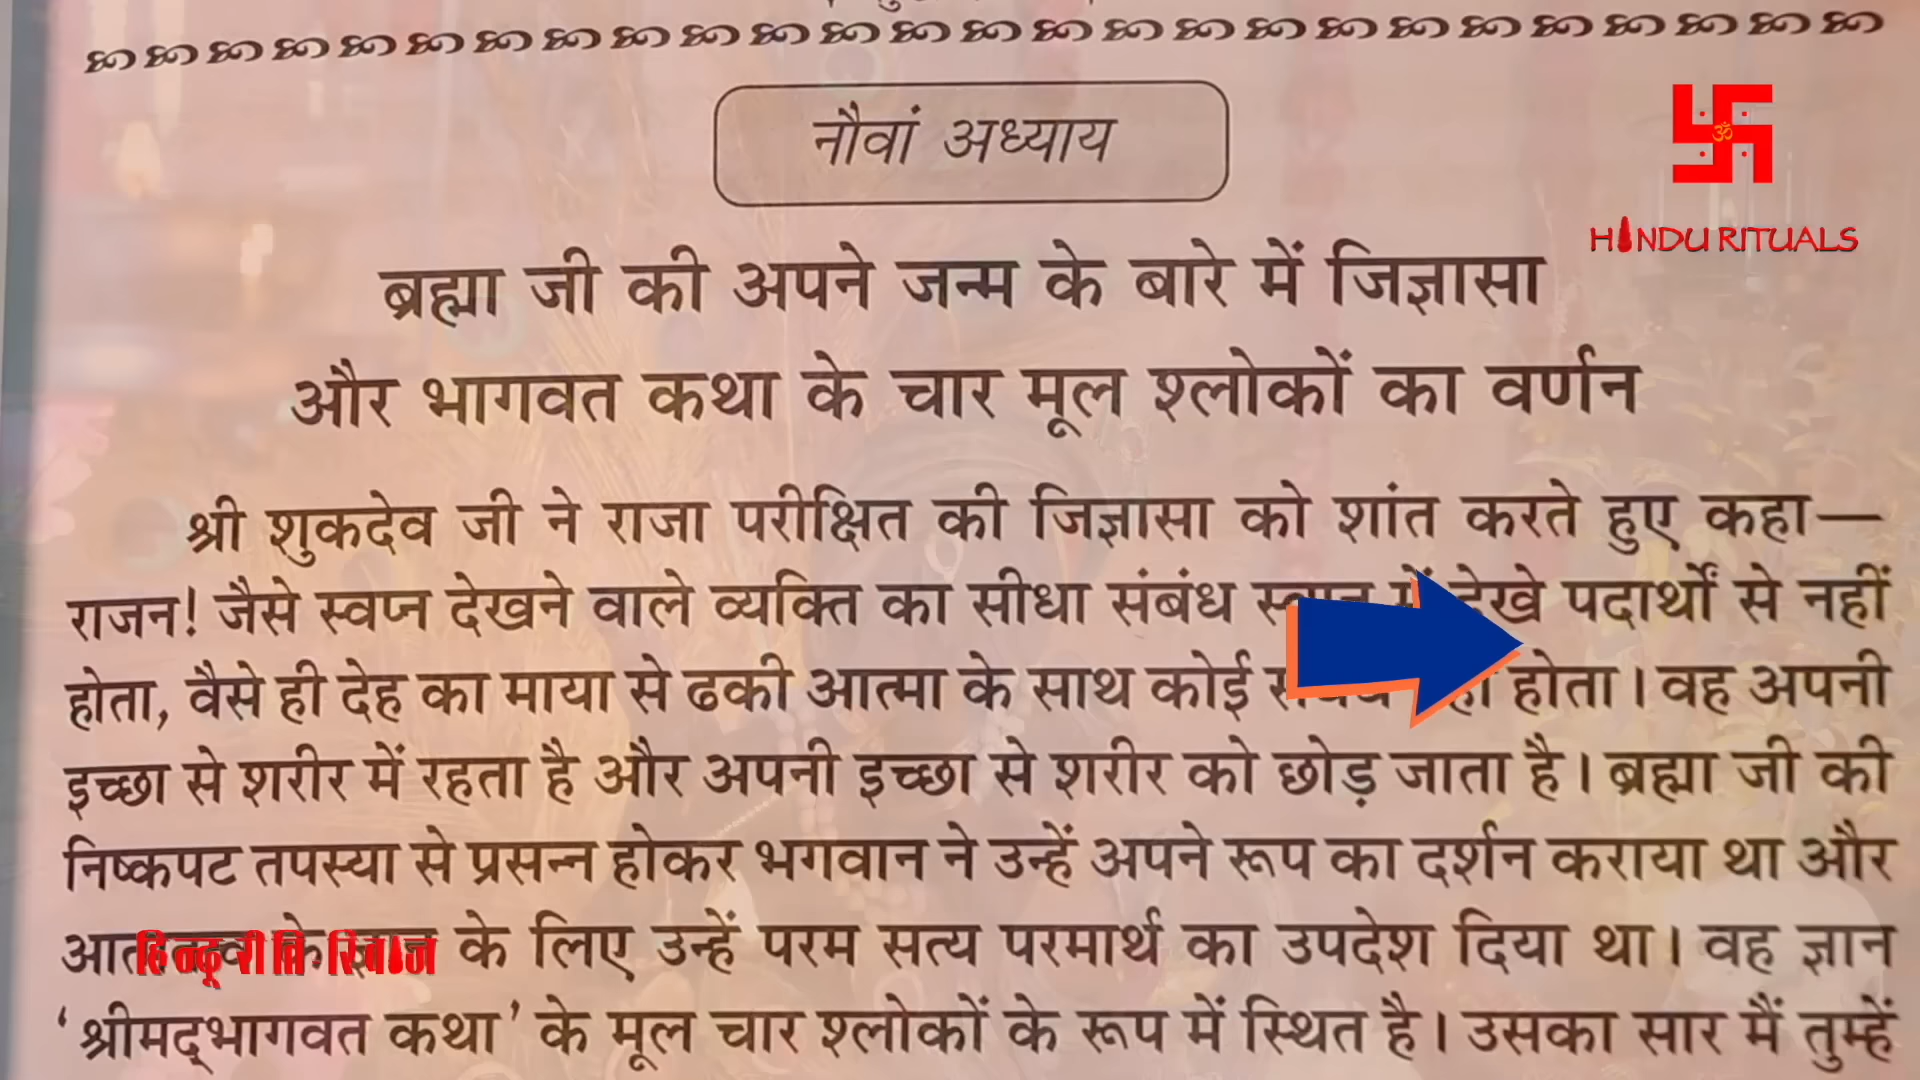 नौवां अध्याय
HINDU RITUALS
ब्रह्मा जी की अपने जन्म के बारे में जिज्ञासा
और भागवत कथा के चार मूल श्लोकों का वर्णन
श्री शुकदेव जी ने राजा परीक्षित की जिज्ञासा को शांत करते हुए कहा—
राजन! जैसे स्वप्न देखने वाले व्यक्ति का सीधा संबंध में देखे पदार्थों से नहीं
होता, वैसे ही देह का माया से ढकी आत्मा के साथ कोई होता। वह अपनी
इच्छा से शरीर में रहता है और अपनी इच्छा से शरीर को छोड़ जाता है। ब्रह्मा जी की
निष्कपट तपस्या से प्रसन्न होकर भगवान ने उन्हें अपने रूप का दर्शन कराया था और
के लिए उन्हें परम सत्य परमार्थ का उपदेश दिया था। वह ज्ञान
हिन्दू रीति-रिवाज
‘श्रीमद्भागवत कथा’ के मूल चार श्लोकों के रूप में स्थित है। उसका सार मैं तुम्हें